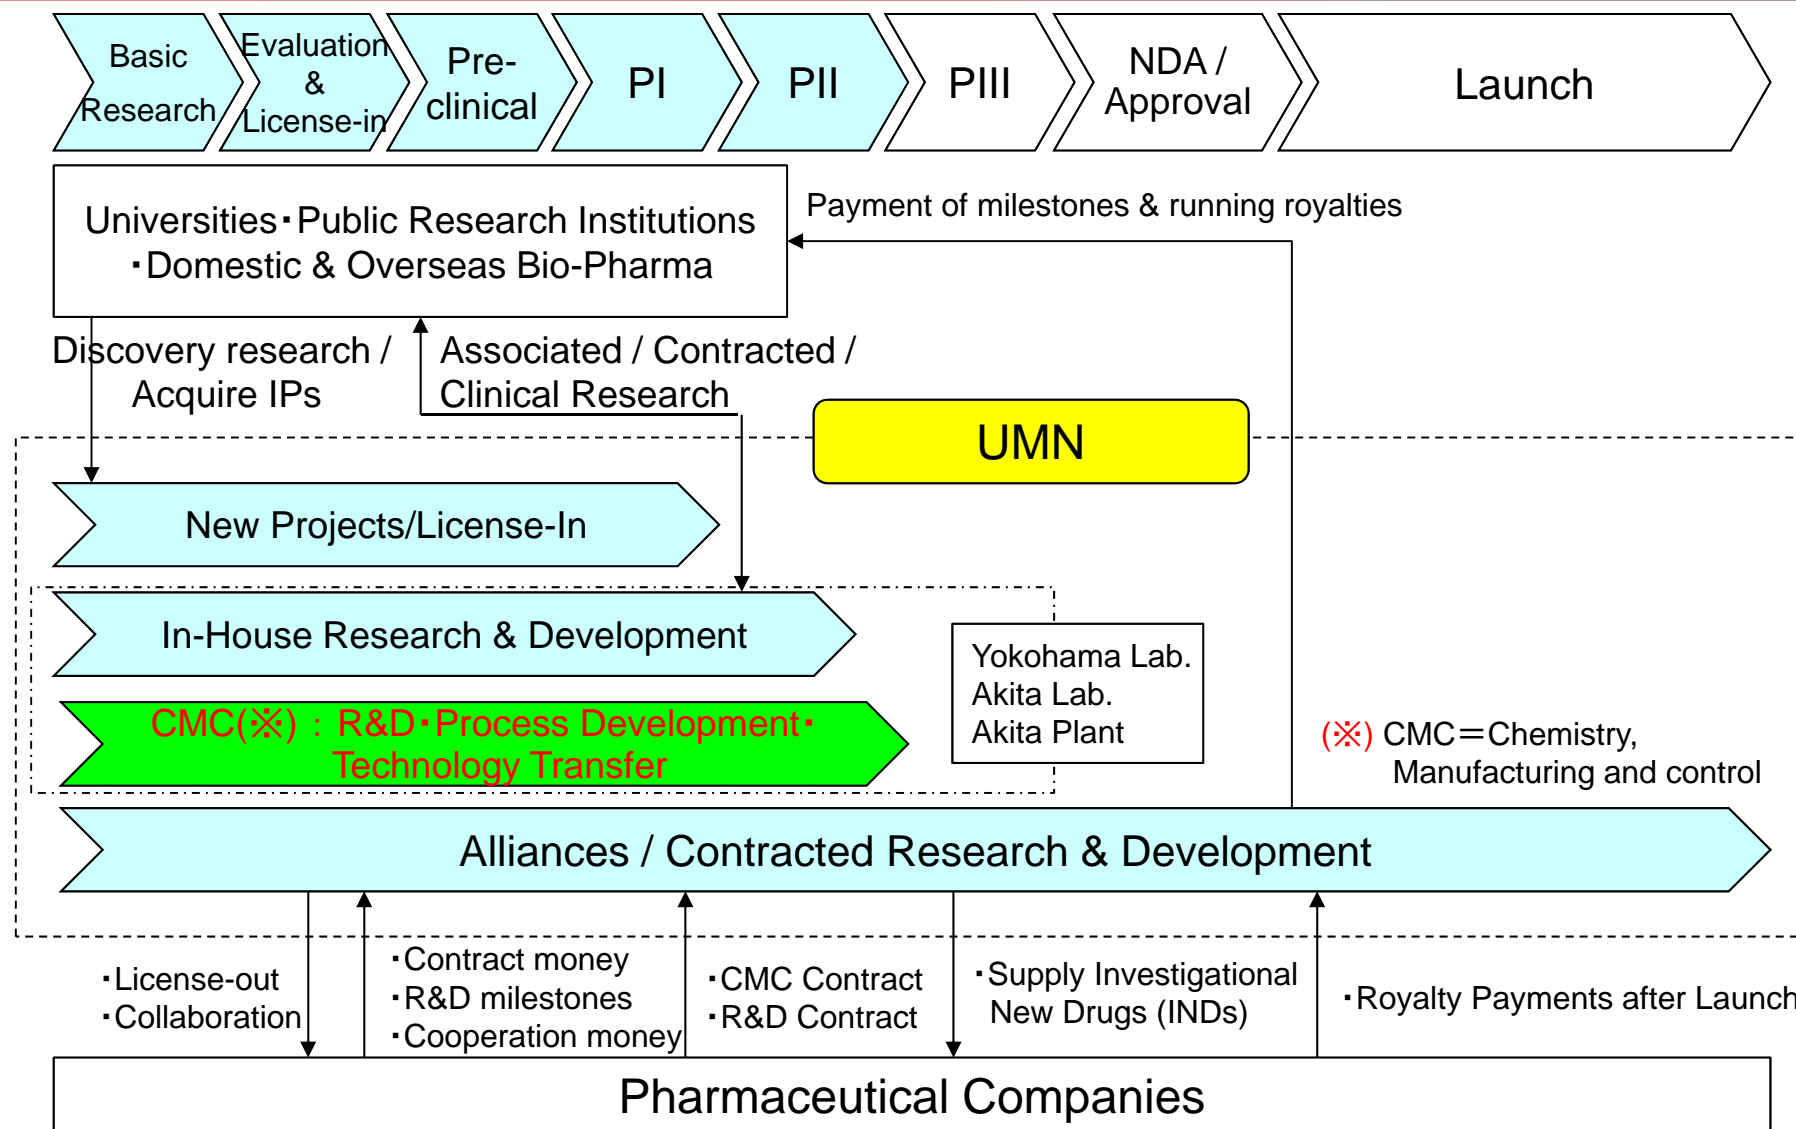 Basic
Research
Evaluation
&
License-in
Pre-
clinical
PI
PII
PIII
NDA /
Approval
Launch
Universities･Public Research Institutions
･Domestic & Overseas Bio-Pharma
Payment of milestones & running royalties
Discovery research /
Acquire IPs
Associated / Contracted /
Clinical Research
UMN
New Projects/License-In
In-House Research & Development
Yokohama Lab.
Akita Lab.
Akita Plant
CMC(※)：R&D･Process Development･
Technology Transfer
(※) CMC＝Chemistry,
Manufacturing and control
Alliances / Contracted Research & Development
･License-out
･Collaboration
･Contract money
･R&D milestones
･Cooperation money
･CMC Contract
･R&D Contract
･Supply Investigational
New Drugs (INDs)
･Royalty Payments after Launch
Pharmaceutical Companies